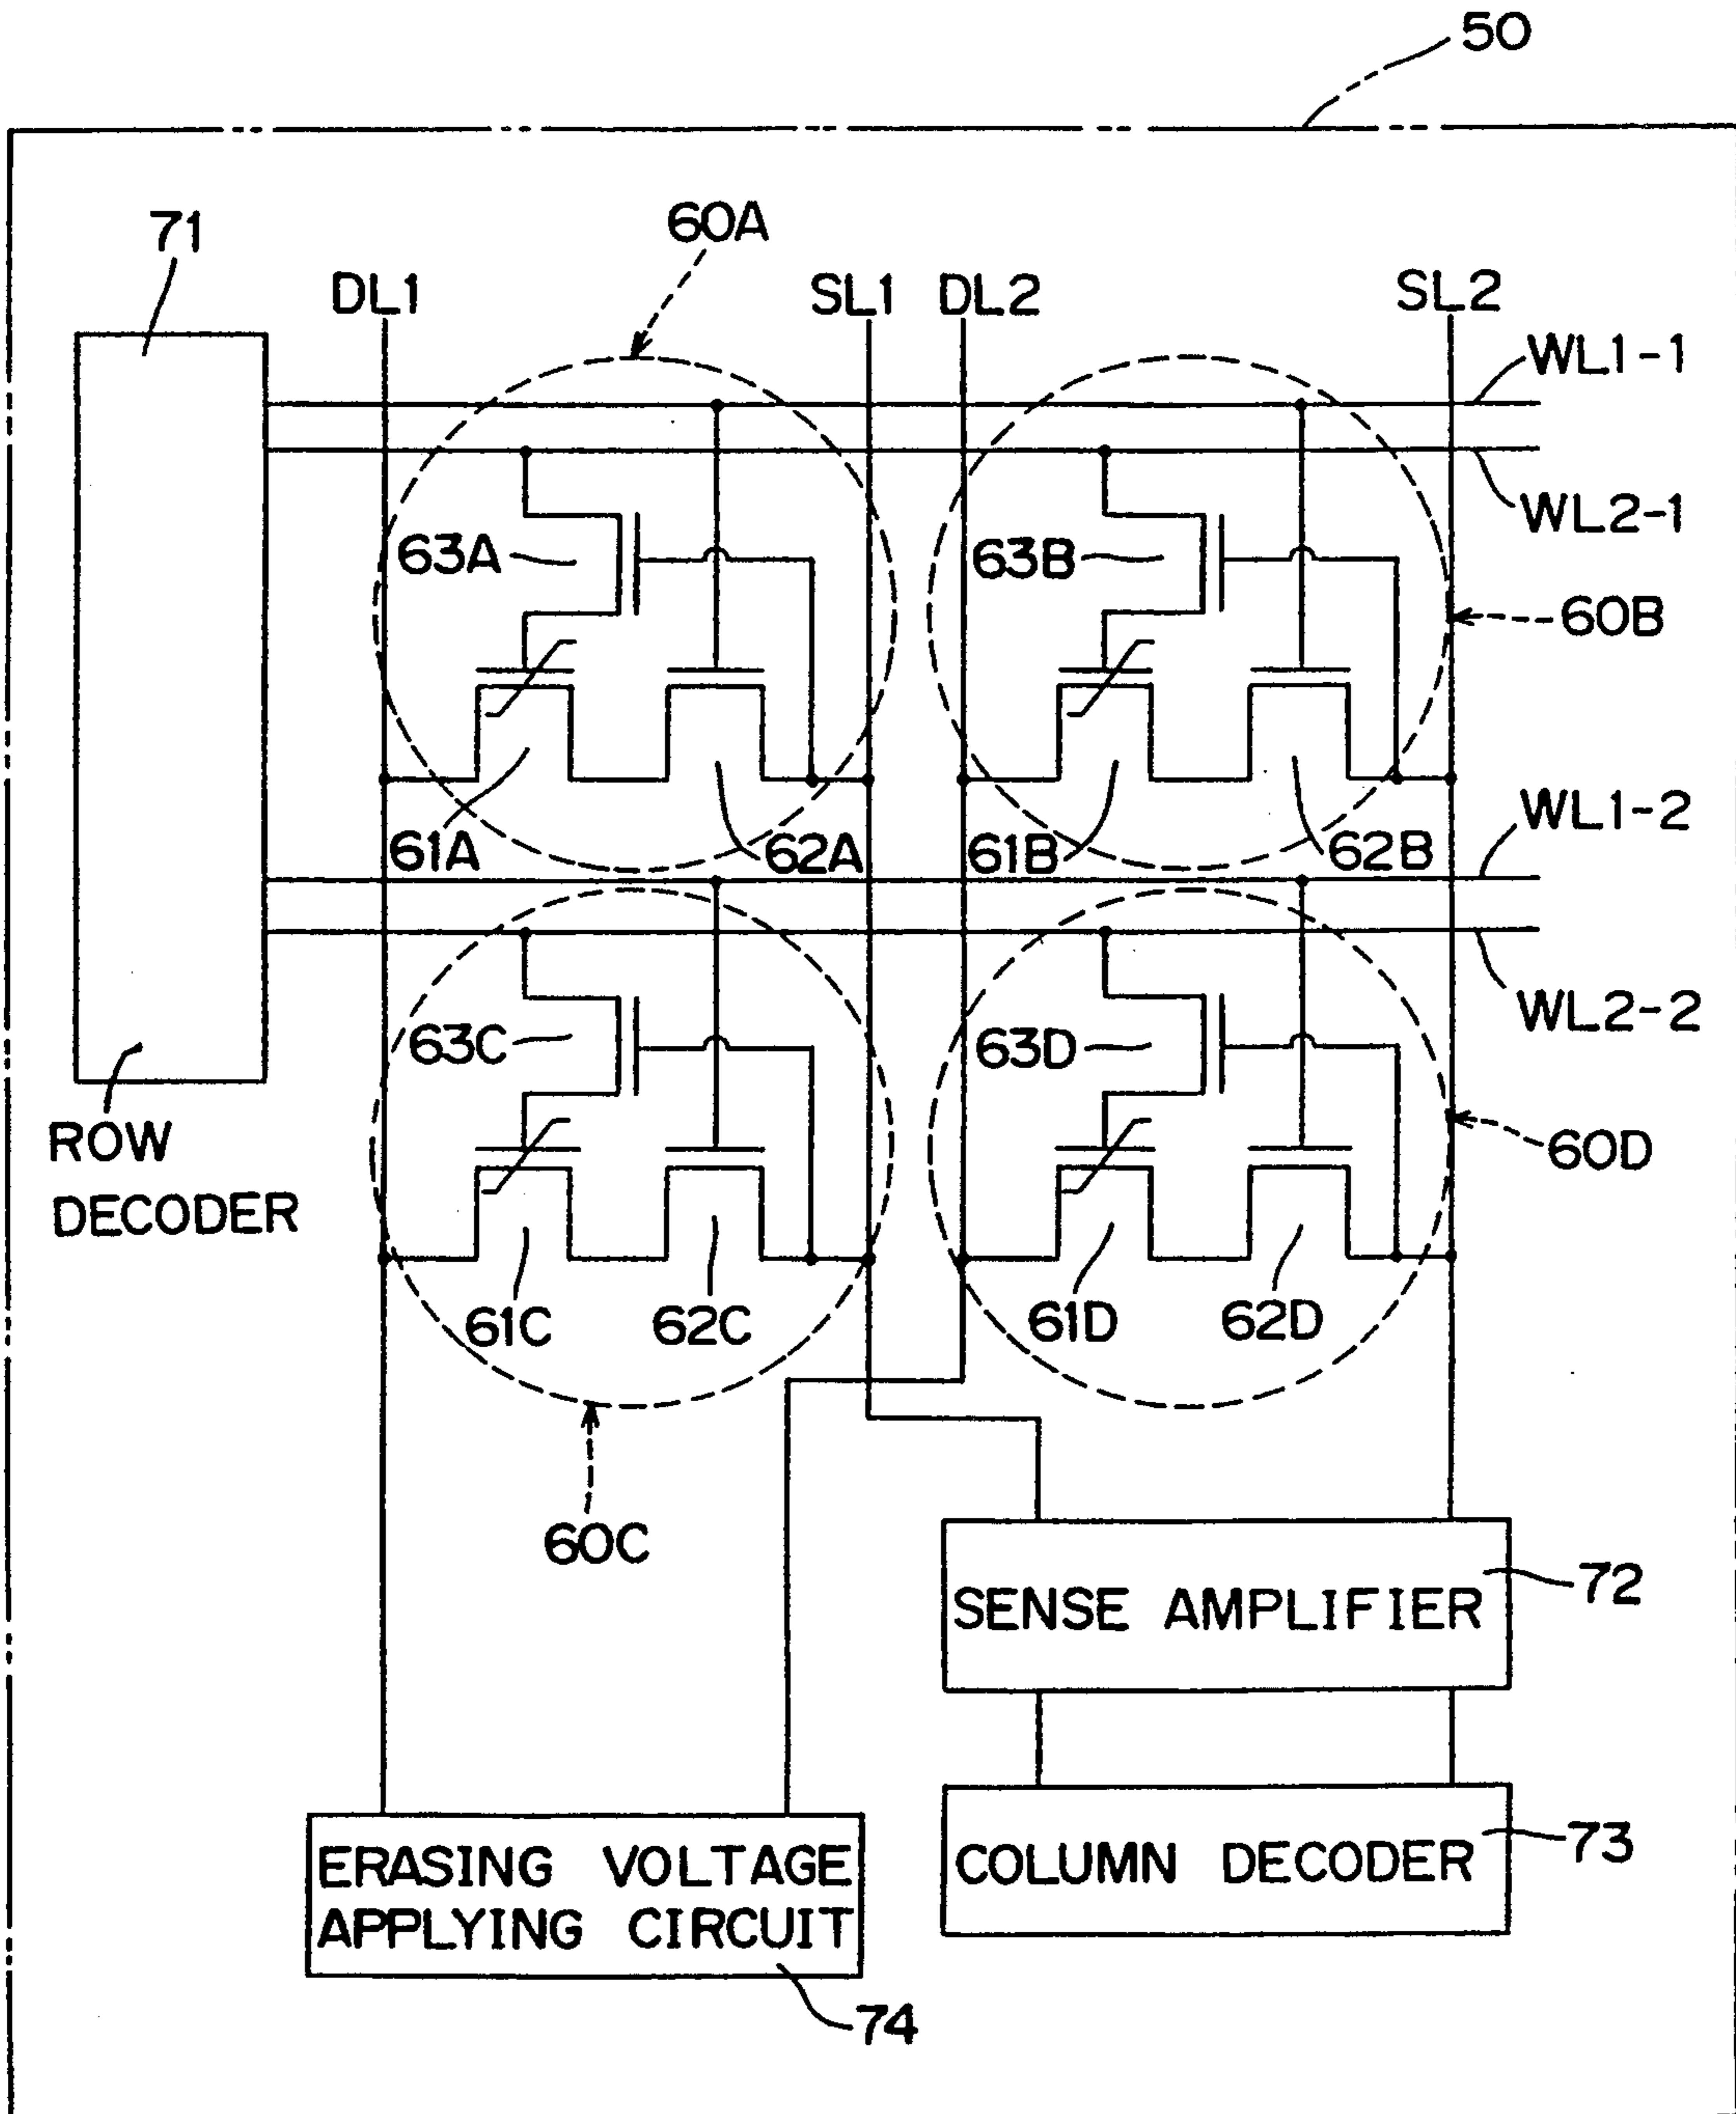 50
71
60A
DL1
SL1
DL2
SL2
WL1-1
WL2-1
63A
63B
60B
61A
62A
61B
62B
WL1-2
WL2-2
63C
63D
ROW
DECODER
60D
61C
62C
61D
62D
60C
SENSE AMPLIFIER
72
ERASING VOLTAGE
APPLYING CIRCUIT
COLUMN DECODER
73
74